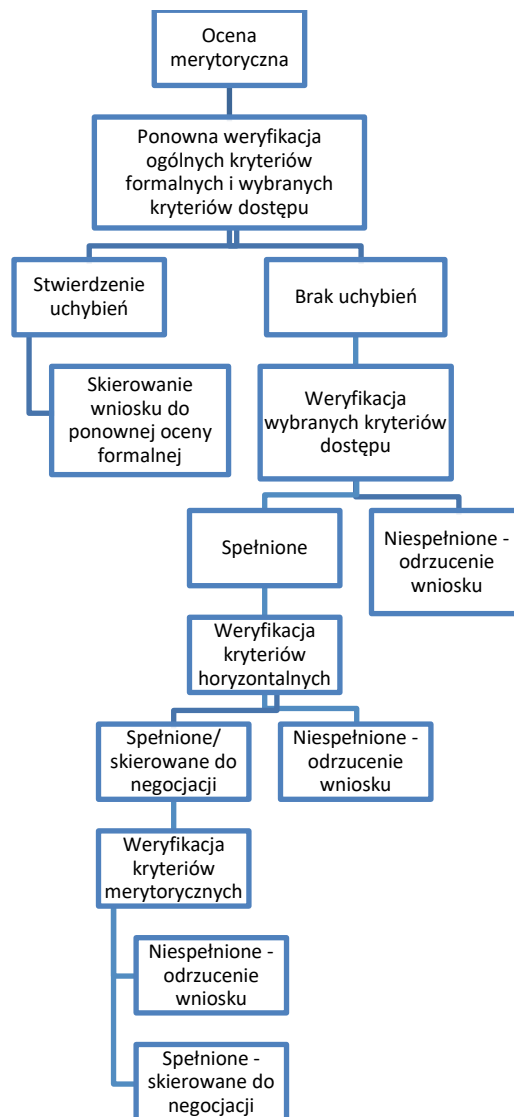 Ocena
merytoryczna
Ponowna weryfikacja
ogólnych kryteriów
formalnych i wybranych
kryteriów dostępu
Stwierdzenie
uchybień
Brak uchybień
Skierowanie
wniosku do
ponownej oceny
formalnej
Weryfikacja
wybranych kryteriów
dostępu
Spełnione
Niespełnione -
odrzucenie
wniosku
Weryfikacja
kryteriów
horyzontalnych
Spełnione/
skierowane do
negocjacji
Niespełnione -
odrzucenie
wniosku
Weryfikacja
kryteriów
merytorycznych
Niespełnione -
odrzucenie
wniosku
Spełnione -
skierowane do
negocjacji